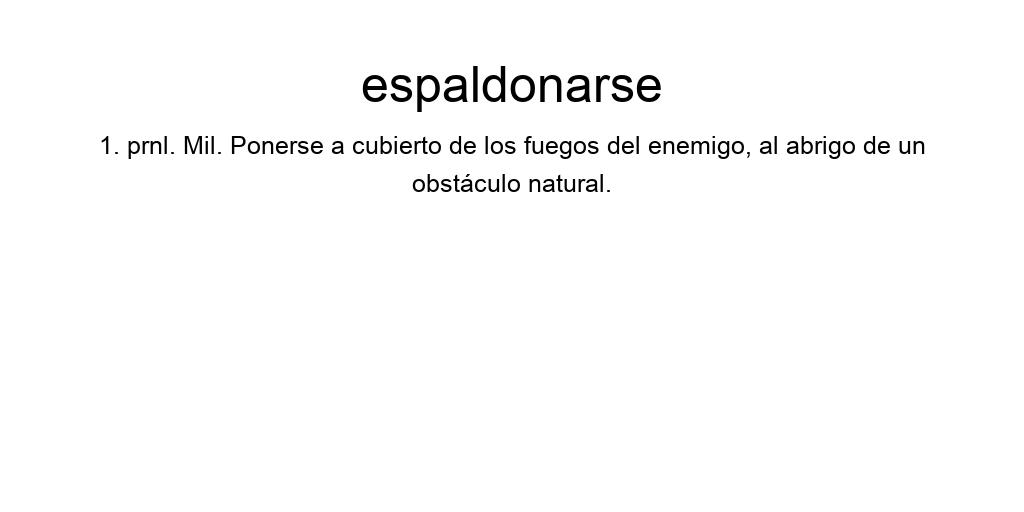 espaldonarse
1. prnl. Mil. Ponerse a cubierto de los fuegos del enemigo, al abrigo de un
obstáculo natural.